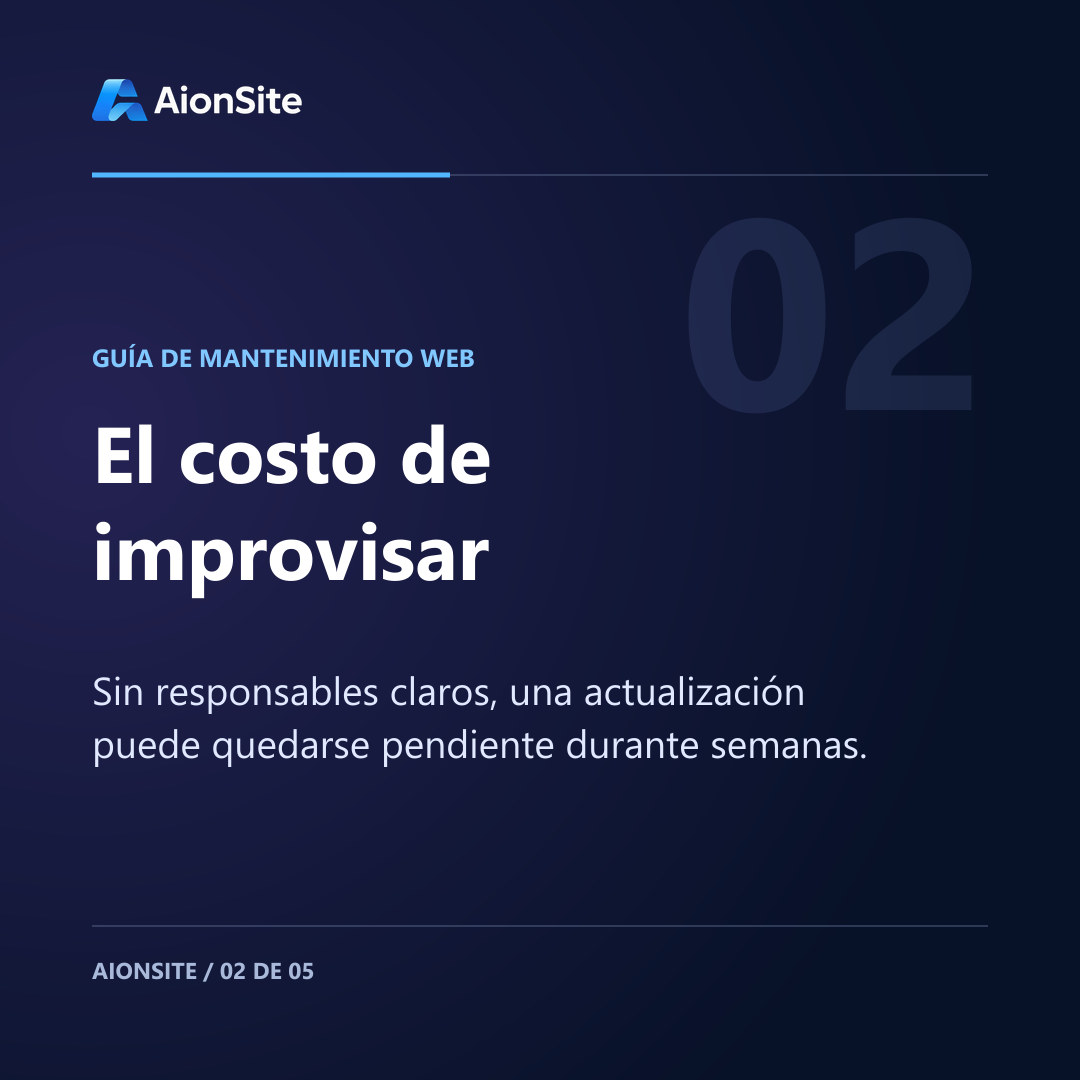 AionSite
02
GUÍA DE MANTENIMIENTO WEB
El costo de
improvisar
Sin responsables claros, una actualización
puede quedarse pendiente durante semanas.
AIONSITE / 02 DE 05